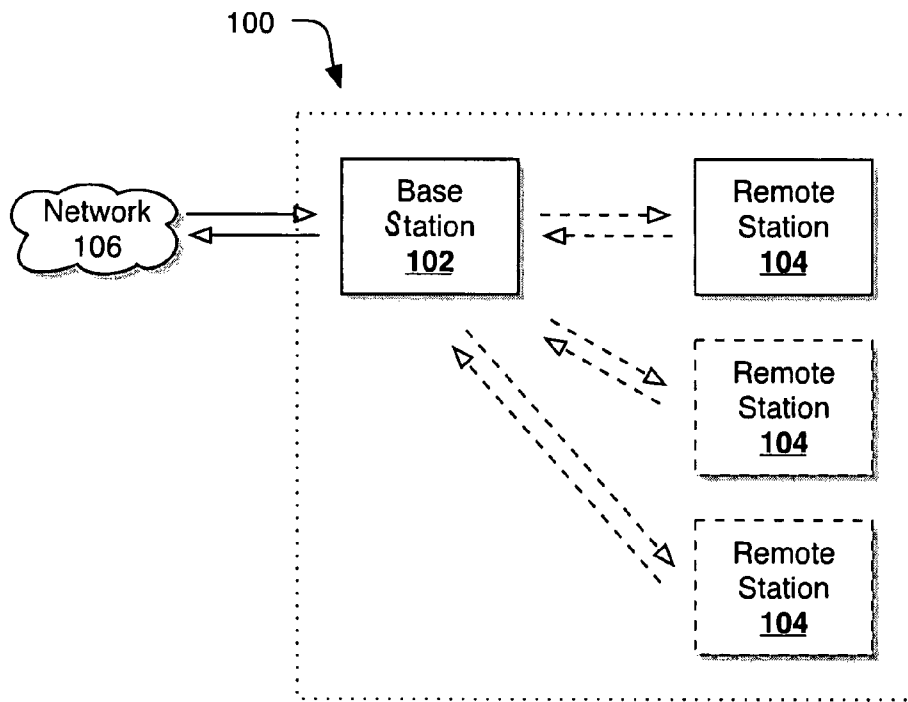 100
Network
106
Base
Station
102
Remote
Station
104
Remote
Station
104
Remote
Station
104